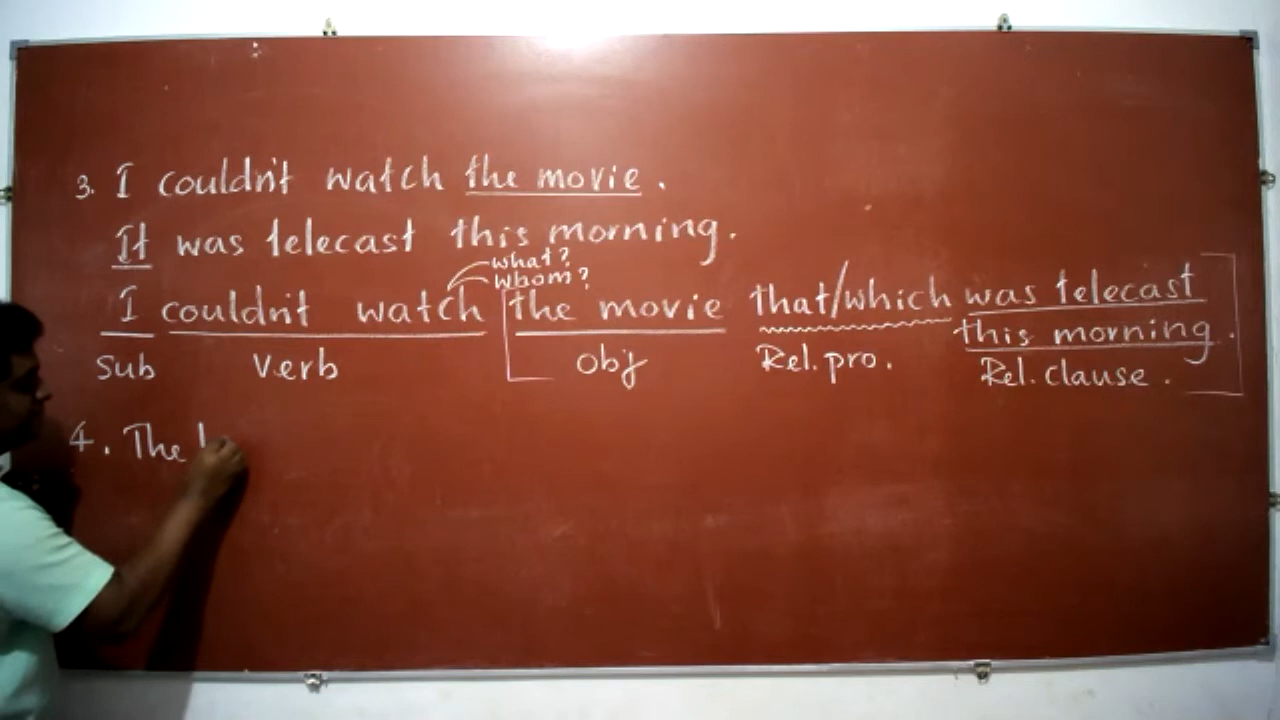 3. I couldn't watch the movie.
It was telecast this morning.
what?
whom?
I couldn't watch the movie that/which was telecast
this morning.
Sub Verb Obj Rel. pro. Rel. clause.
4. The